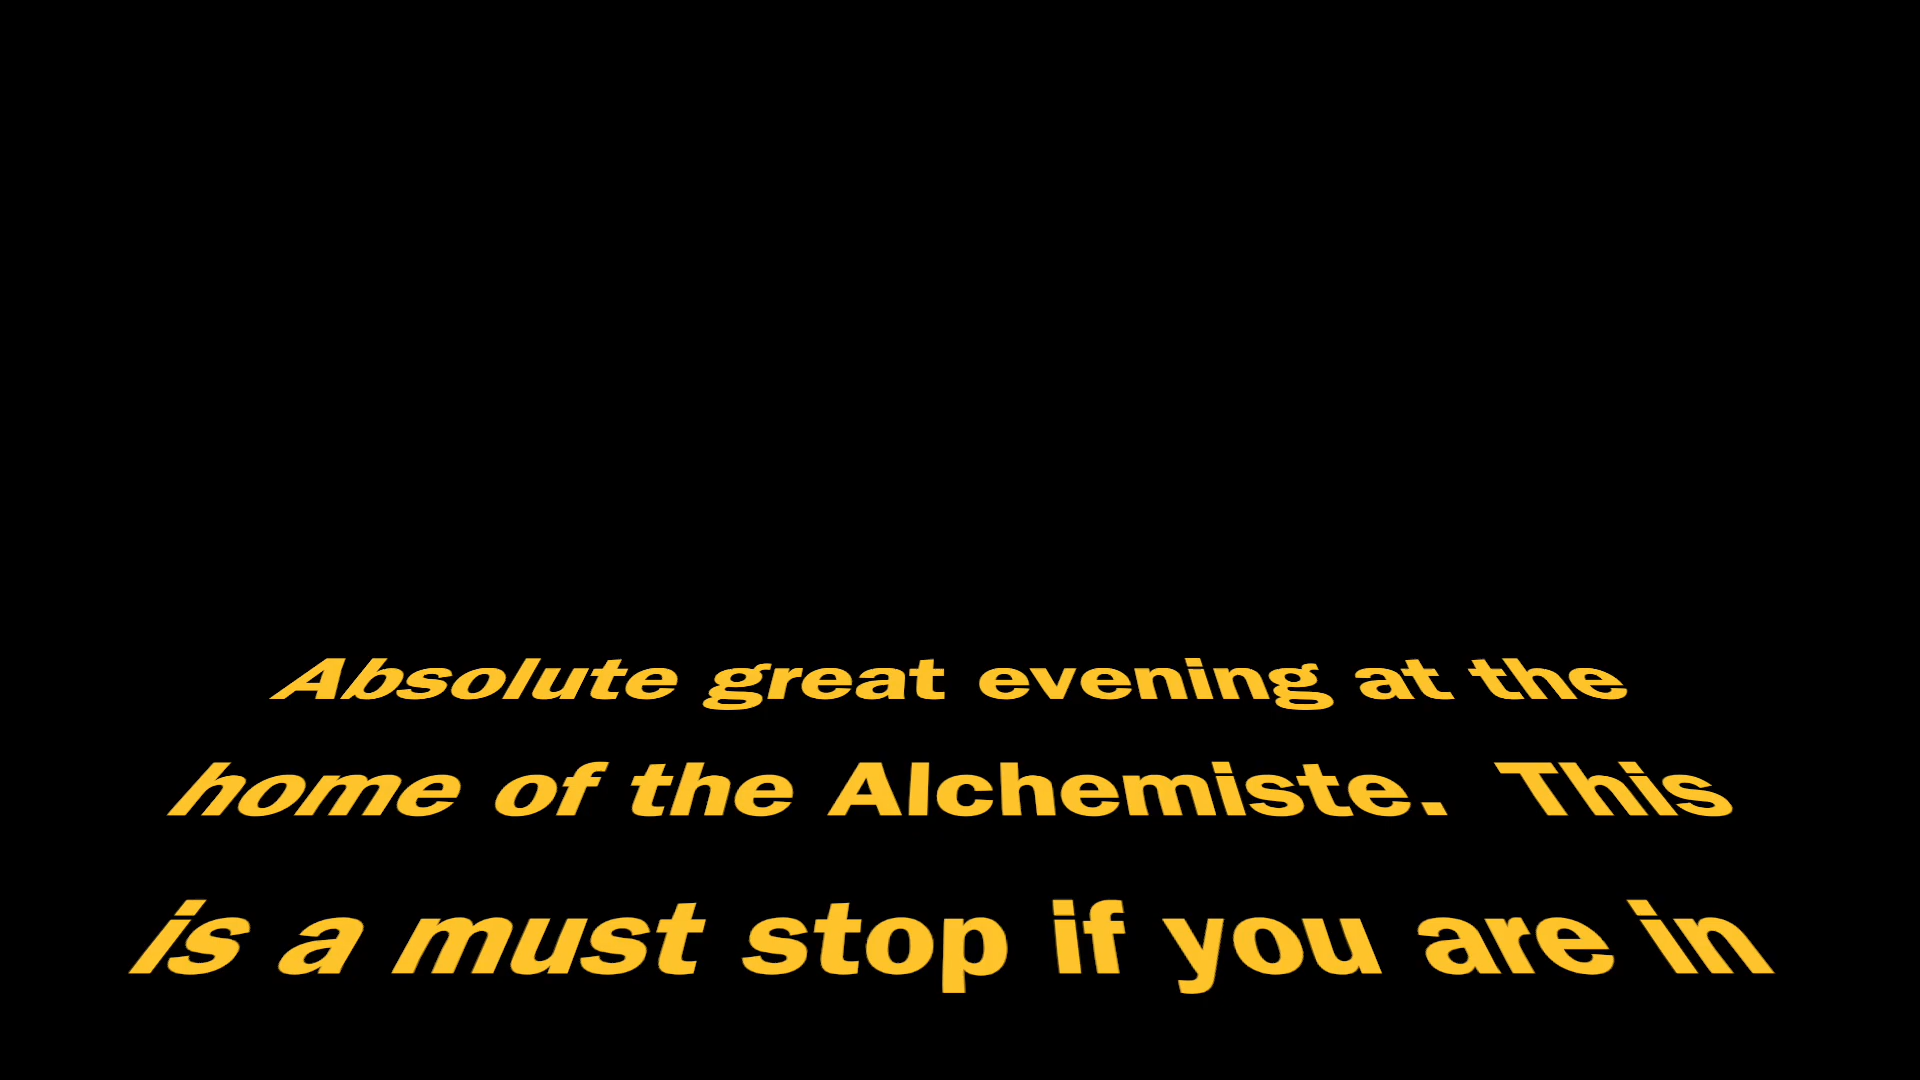 Absolute great evening at the
home of the Alchemiste. This
is a must stop if you are in